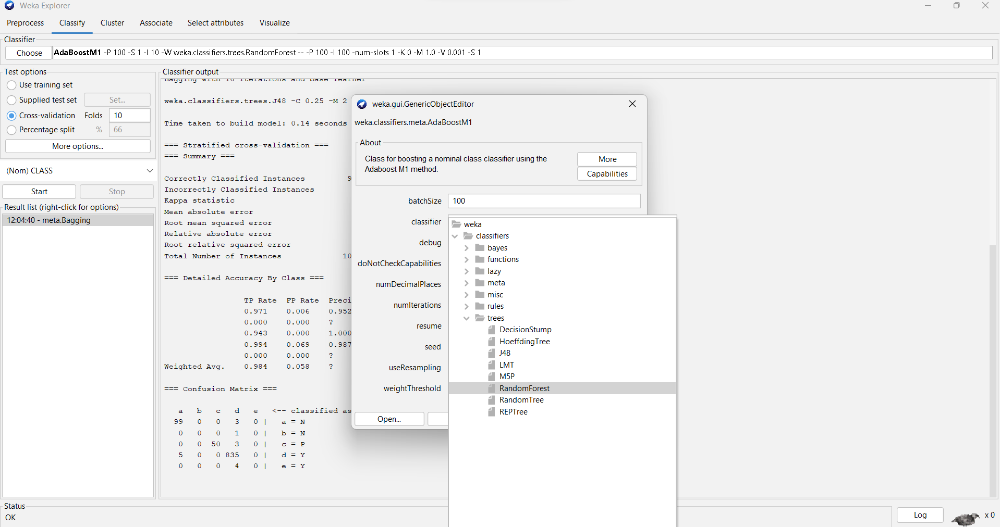 Weka Explorer
Preprocess Classify Cluster Associate Select attributes Visualize
Classifier
Choose AdaBoostM1 -P 100 -S 1 -I 10 -W weka.classifiers.trees.RandomForest -- -P 100 -I 100 -num-slots 1 -K 0 -M 1.0 -V 0.001 -S 1
Test options
Use training set
Supplied test set Set...
Cross-validation Folds 10
Percentage split % 66
More options...
(Nom) CLASS
Start Stop
Result list (right-click for options)
12:04:40 - meta.Bagging
Classifier output
Bagging with 10 iterations and base learner
weka.classifiers.trees.J48 -C 0.25 -M 2
Time taken to build model: 0.14 seconds
=== Stratified cross-validation ===
=== Summary ===
Correctly Classified Instances 9
Incorrectly Classified Instances
Kappa statistic
Mean absolute error
Root mean squared error
Relative absolute error
Root relative squared error
Total Number of Instances 10
=== Detailed Accuracy By Class ===
TP Rate FP Rate Preci
0.971 0.006 0.952
0.000 0.000 ?
0.943 0.000 1.000
0.994 0.069 0.987
0.000 0.000 ?
Weighted Avg. 0.984 0.058 ?
=== Confusion Matrix ===
a b c d e <-- classified as
99 0 0 3 0 | a = N
0 0 0 1 0 | b = N
0 0 50 3 0 | c = P
5 0 0 835 0 | d = Y
0 0 0 4 0 | e = Y
weka.gui.GenericObjectEditor
weka.classifiers.meta.AdaBoostM1
About
Class for boosting a nominal class classifier using the
Adaboost M1 method.
More
Capabilities
batchSize 100
classifier
debug
doNotCheckCapabilities
numDecimalPlaces
numIterations
resume
seed
useResampling
weightThreshold
Open...
weka
classifiers
bayes
functions
lazy
meta
misc
rules
trees
DecisionStump
HoeffdingTree
J48
LMT
M5P
RandomForest
RandomTree
REPTree
Status
OK
Log x 0